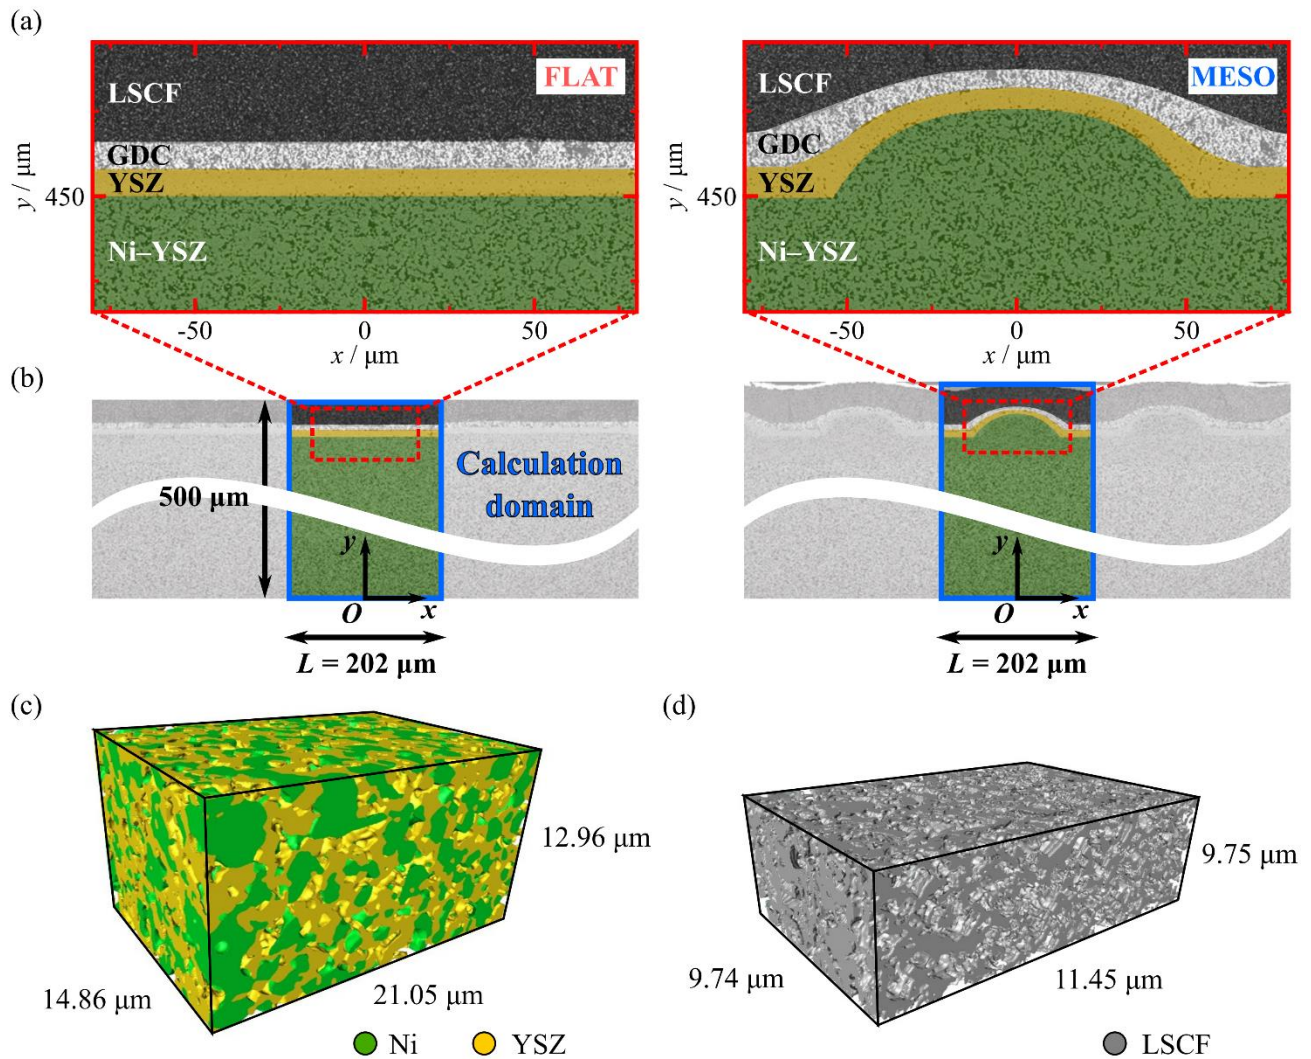 (a)
LSCF
FLAT
GDC
YSZ
Ni–YSZ
y / μm
450
-50
0
50
x / μm
LSCF
MESO
GDC
YSZ
Ni–YSZ
y / μm
450
-50
0
50
x / μm
(b)
500 μm
Calculation
domain
y
O
x
L = 202 μm
y
O
x
L = 202 μm
(c)
12.96 μm
14.86 μm
21.05 μm
Ni
YSZ
(d)
9.75 μm
9.74 μm
11.45 μm
LSCF